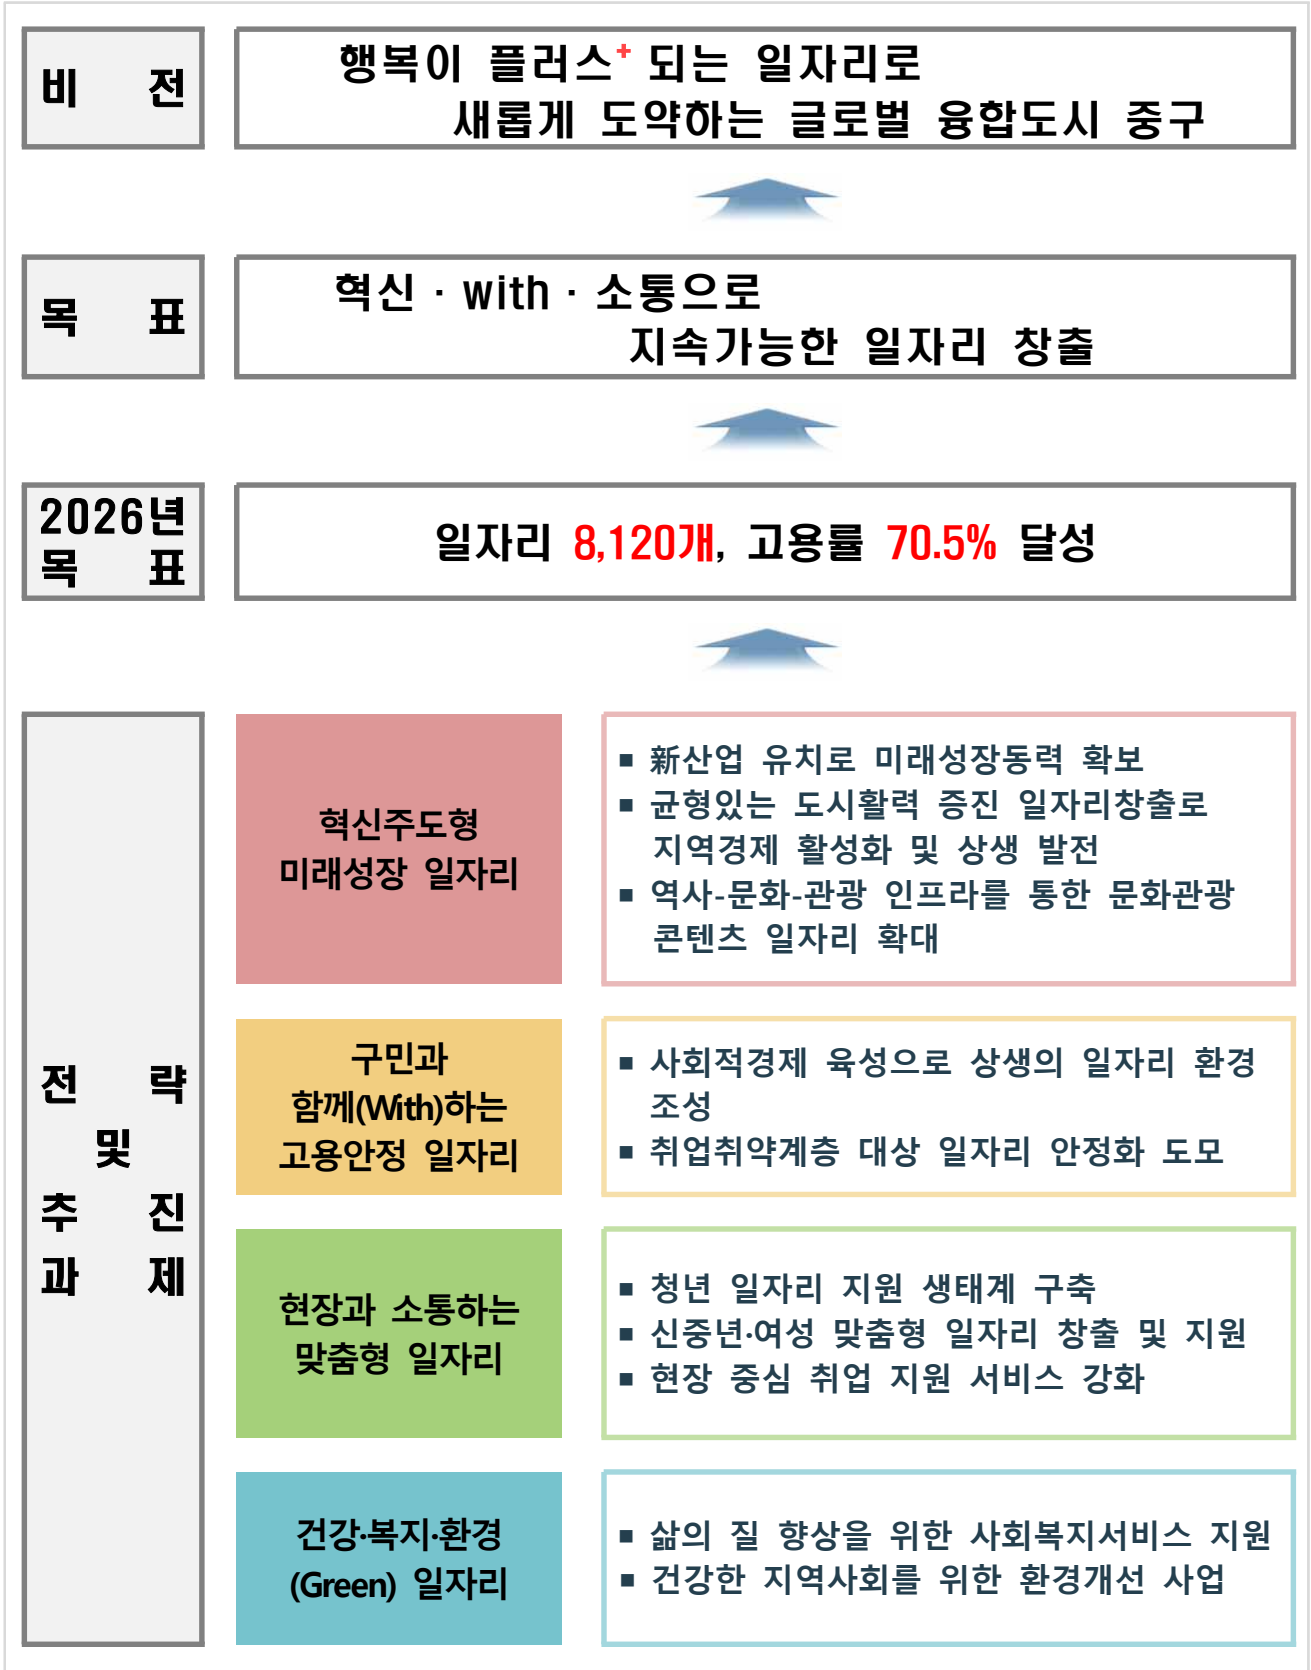 비 전
행복이 플러스+ 되는 일자리로
새롭게 도약하는 글로벌 융합도시 중구
목 표
혁신 · with · 소통으로
지속가능한 일자리 창출
2026년
목 표
일자리 8,120개, 고용률 70.5% 달성
전 략
및
추 진
과 제
혁신주도형
미래성장 일자리
▪ 新산업 유치로 미래성장동력 확보
▪ 균형있는 도시활력 증진 일자리창출로
지역경제 활성화 및 상생 발전
▪ 역사-문화-관광 인프라를 통한 문화관광
콘텐츠 일자리 확대
구민과
함께(With)하는
고용안정 일자리
▪ 사회적경제 육성으로 상생의 일자리 환경
조성
▪ 취업취약계층 대상 일자리 안정화 도모
현장과 소통하는
맞춤형 일자리
▪ 청년 일자리 지원 생태계 구축
▪ 신중년·여성 맞춤형 일자리 창출 및 지원
▪ 현장 중심 취업 지원 서비스 강화
건강·복지·환경
(Green) 일자리
▪ 삶의 질 향상을 위한 사회복지서비스 지원
▪ 건강한 지역사회를 위한 환경개선 사업